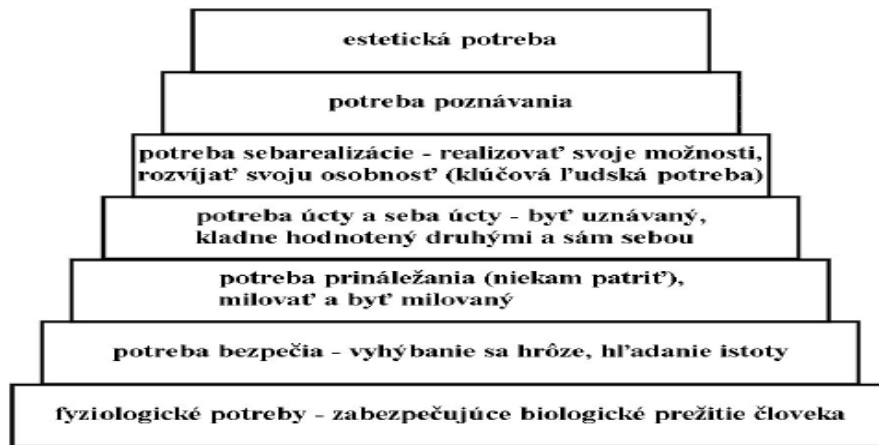 estetická potreba
potreba poznávania
potreba sebarealizácie - realizovať svoje možnosti,
rozvíjať svoju osobnosť (klúčová ľudská potreba)
potreba úcty a seba úcty - byť uznávaný,
kladne hodnotený druhými a sám sebou
potreba prináležania (niekam patriť),
milovať a byť milovaný
potreba bezpečia - vyhýbanie sa hrôze, hľadanie istoty
fyziologické potreby - zabezpečujúce biologické prežitie človeka